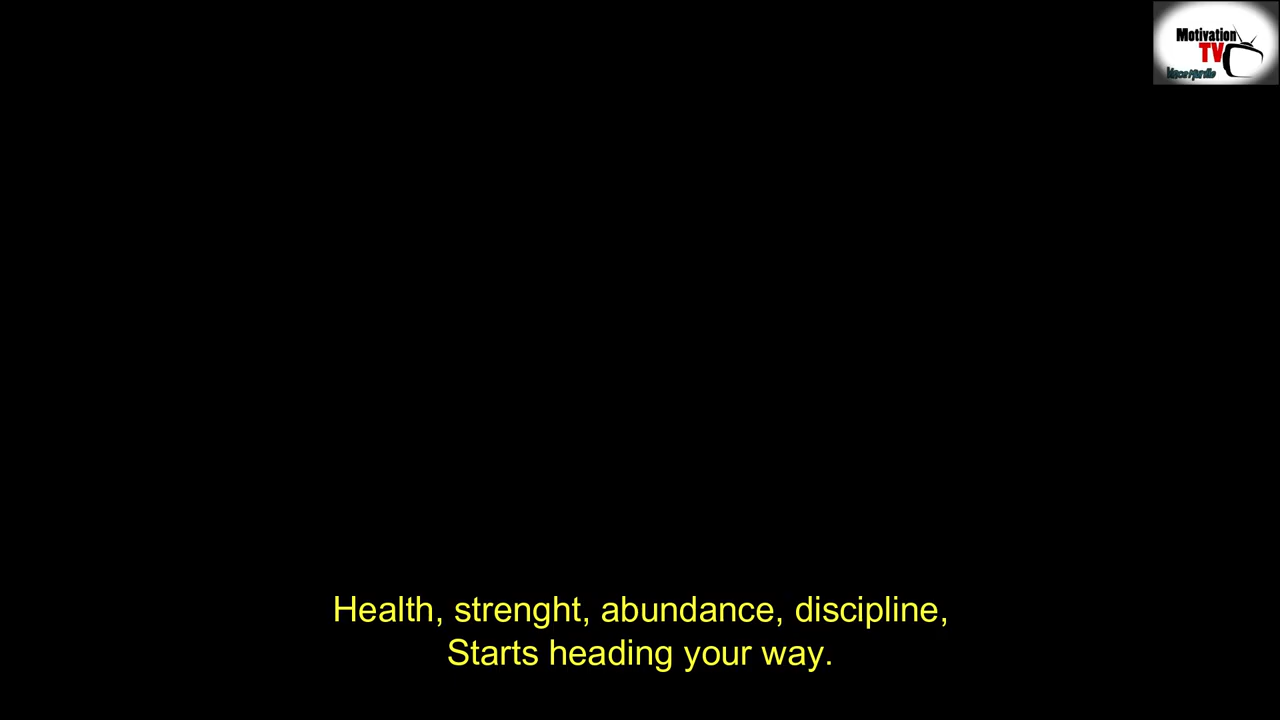 Motivation
TV
Health, strenght, abundance, discipline,
Starts heading your way.